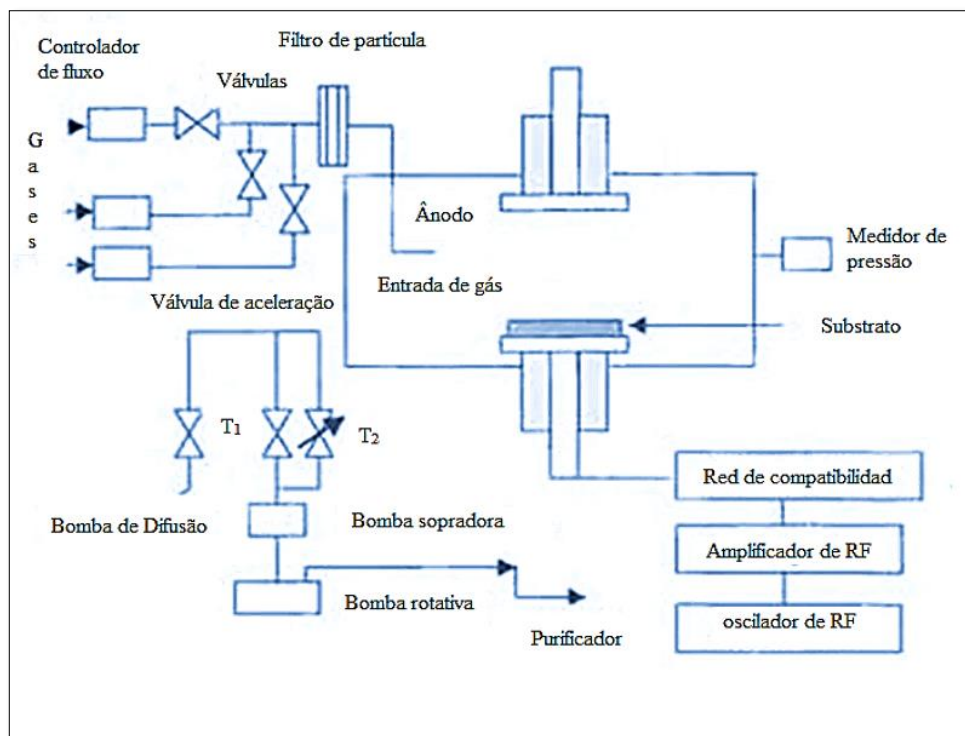 Filtro de partícula
Controlador
de fluxo
Válvulas
G
a
s
e
s
Ânodo
Medidor de
pressão
Entrada de gás
Válvula de aceleração
Substrato
T1
T2
Red de compatibilidad
Bomba de Difusão
Bomba sopradora
Amplificador de RF
Bomba rotativa
oscilador de RF
Purificador